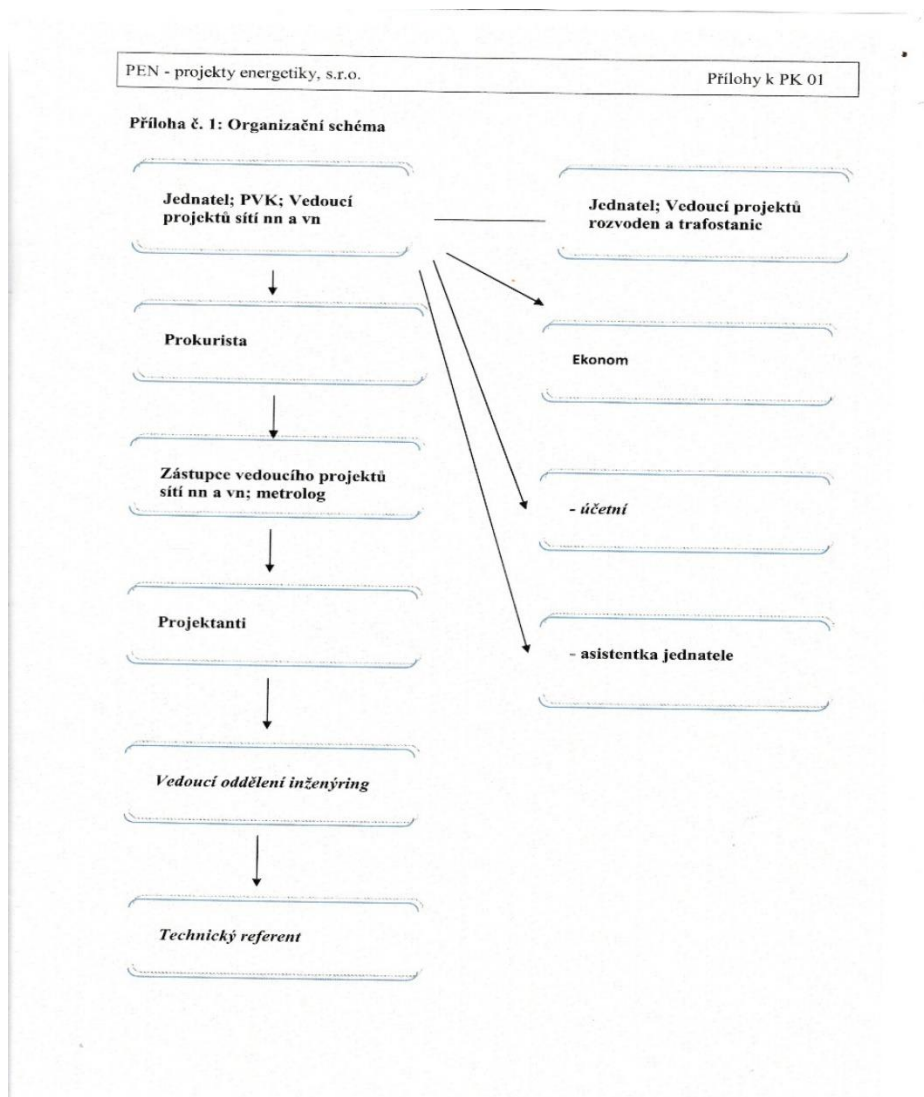 PEN - projekty energetiky, s.r.o.
Přílohy k PK 01
Příloha č. 1: Organizační schéma
Jednatel; PVK; Vedoucí
projektů sítí nn a vn
Jednatel; Vedoucí projektů
rozvoden a trafostanic
Prokurista
Ekonom
Zástupce vedoucího projektů
sítí nn a vn; metrolog
- účetní
Projektanti
- asistentka jednatele
Vedoucí oddělení inženýring
Technický referent